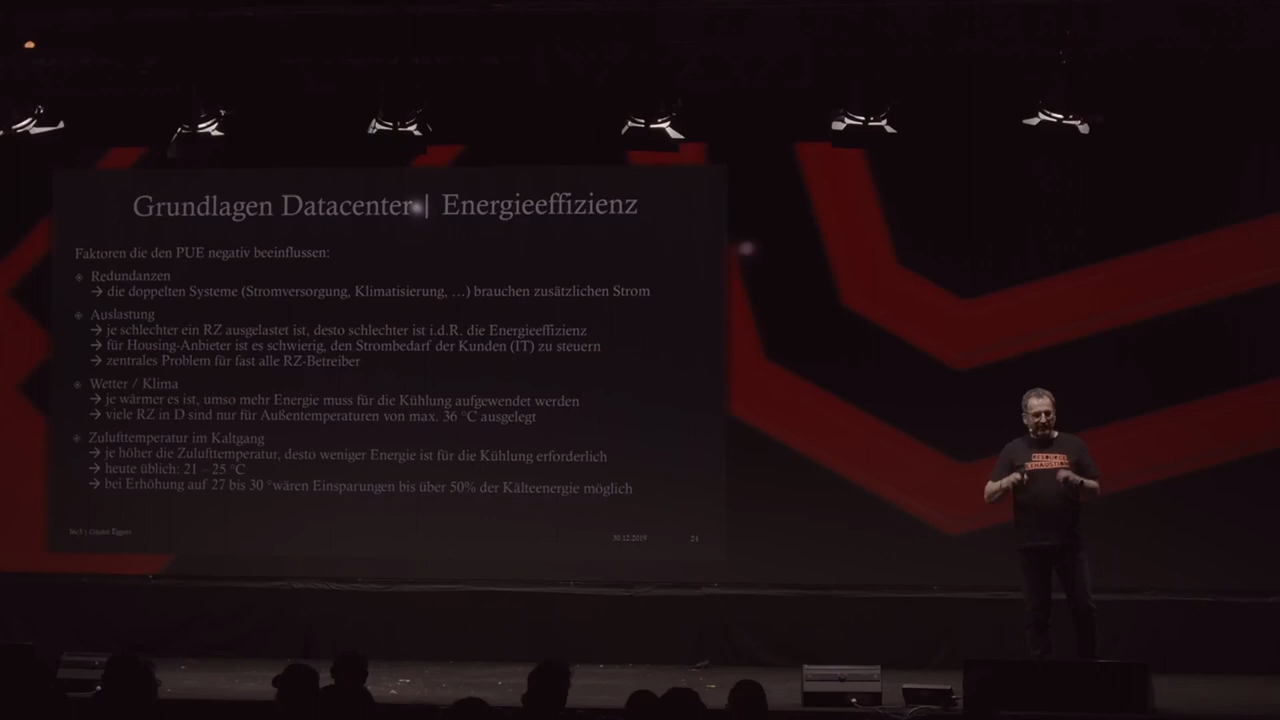 Grundlagen Datacenter | Energieeffizienz
Faktoren die den PUE negativ beeinflussen:
Redundanzen
→ die doppelten Systeme (Stromversorgung, Klimatisierung, …) brauchen zusätzlichen Strom
Auslastung
→ je schlechter ein RZ ausgelastet ist, desto schlechter ist i.d.R. die Energieeffizienz
→ für Housing-Anbieter ist es schwierig, den Strombedarf der Kunden (IT) zu steuern
→ zentrales Problem für fast alle RZ-Betreiber
Wetter / Klima
→ je wärmer es ist, umso mehr Energie muss für die Kühlung aufgewendet werden
→ viele RZ in D sind nur für Außentemperaturen von max. 36 °C ausgelegt
Zulufttemperatur im Kaltgang
→ je höher die Zulufttemperatur, desto weniger Energie ist für die Kühlung erforderlich
→ heute üblich: 21 – 25 °C
→ bei Erhöhung auf 27 bis 30 °wären Einsparungen bis über 50% der Kälteenergie möglich
30.12.2019
RESOURCE
EXHAUSTION